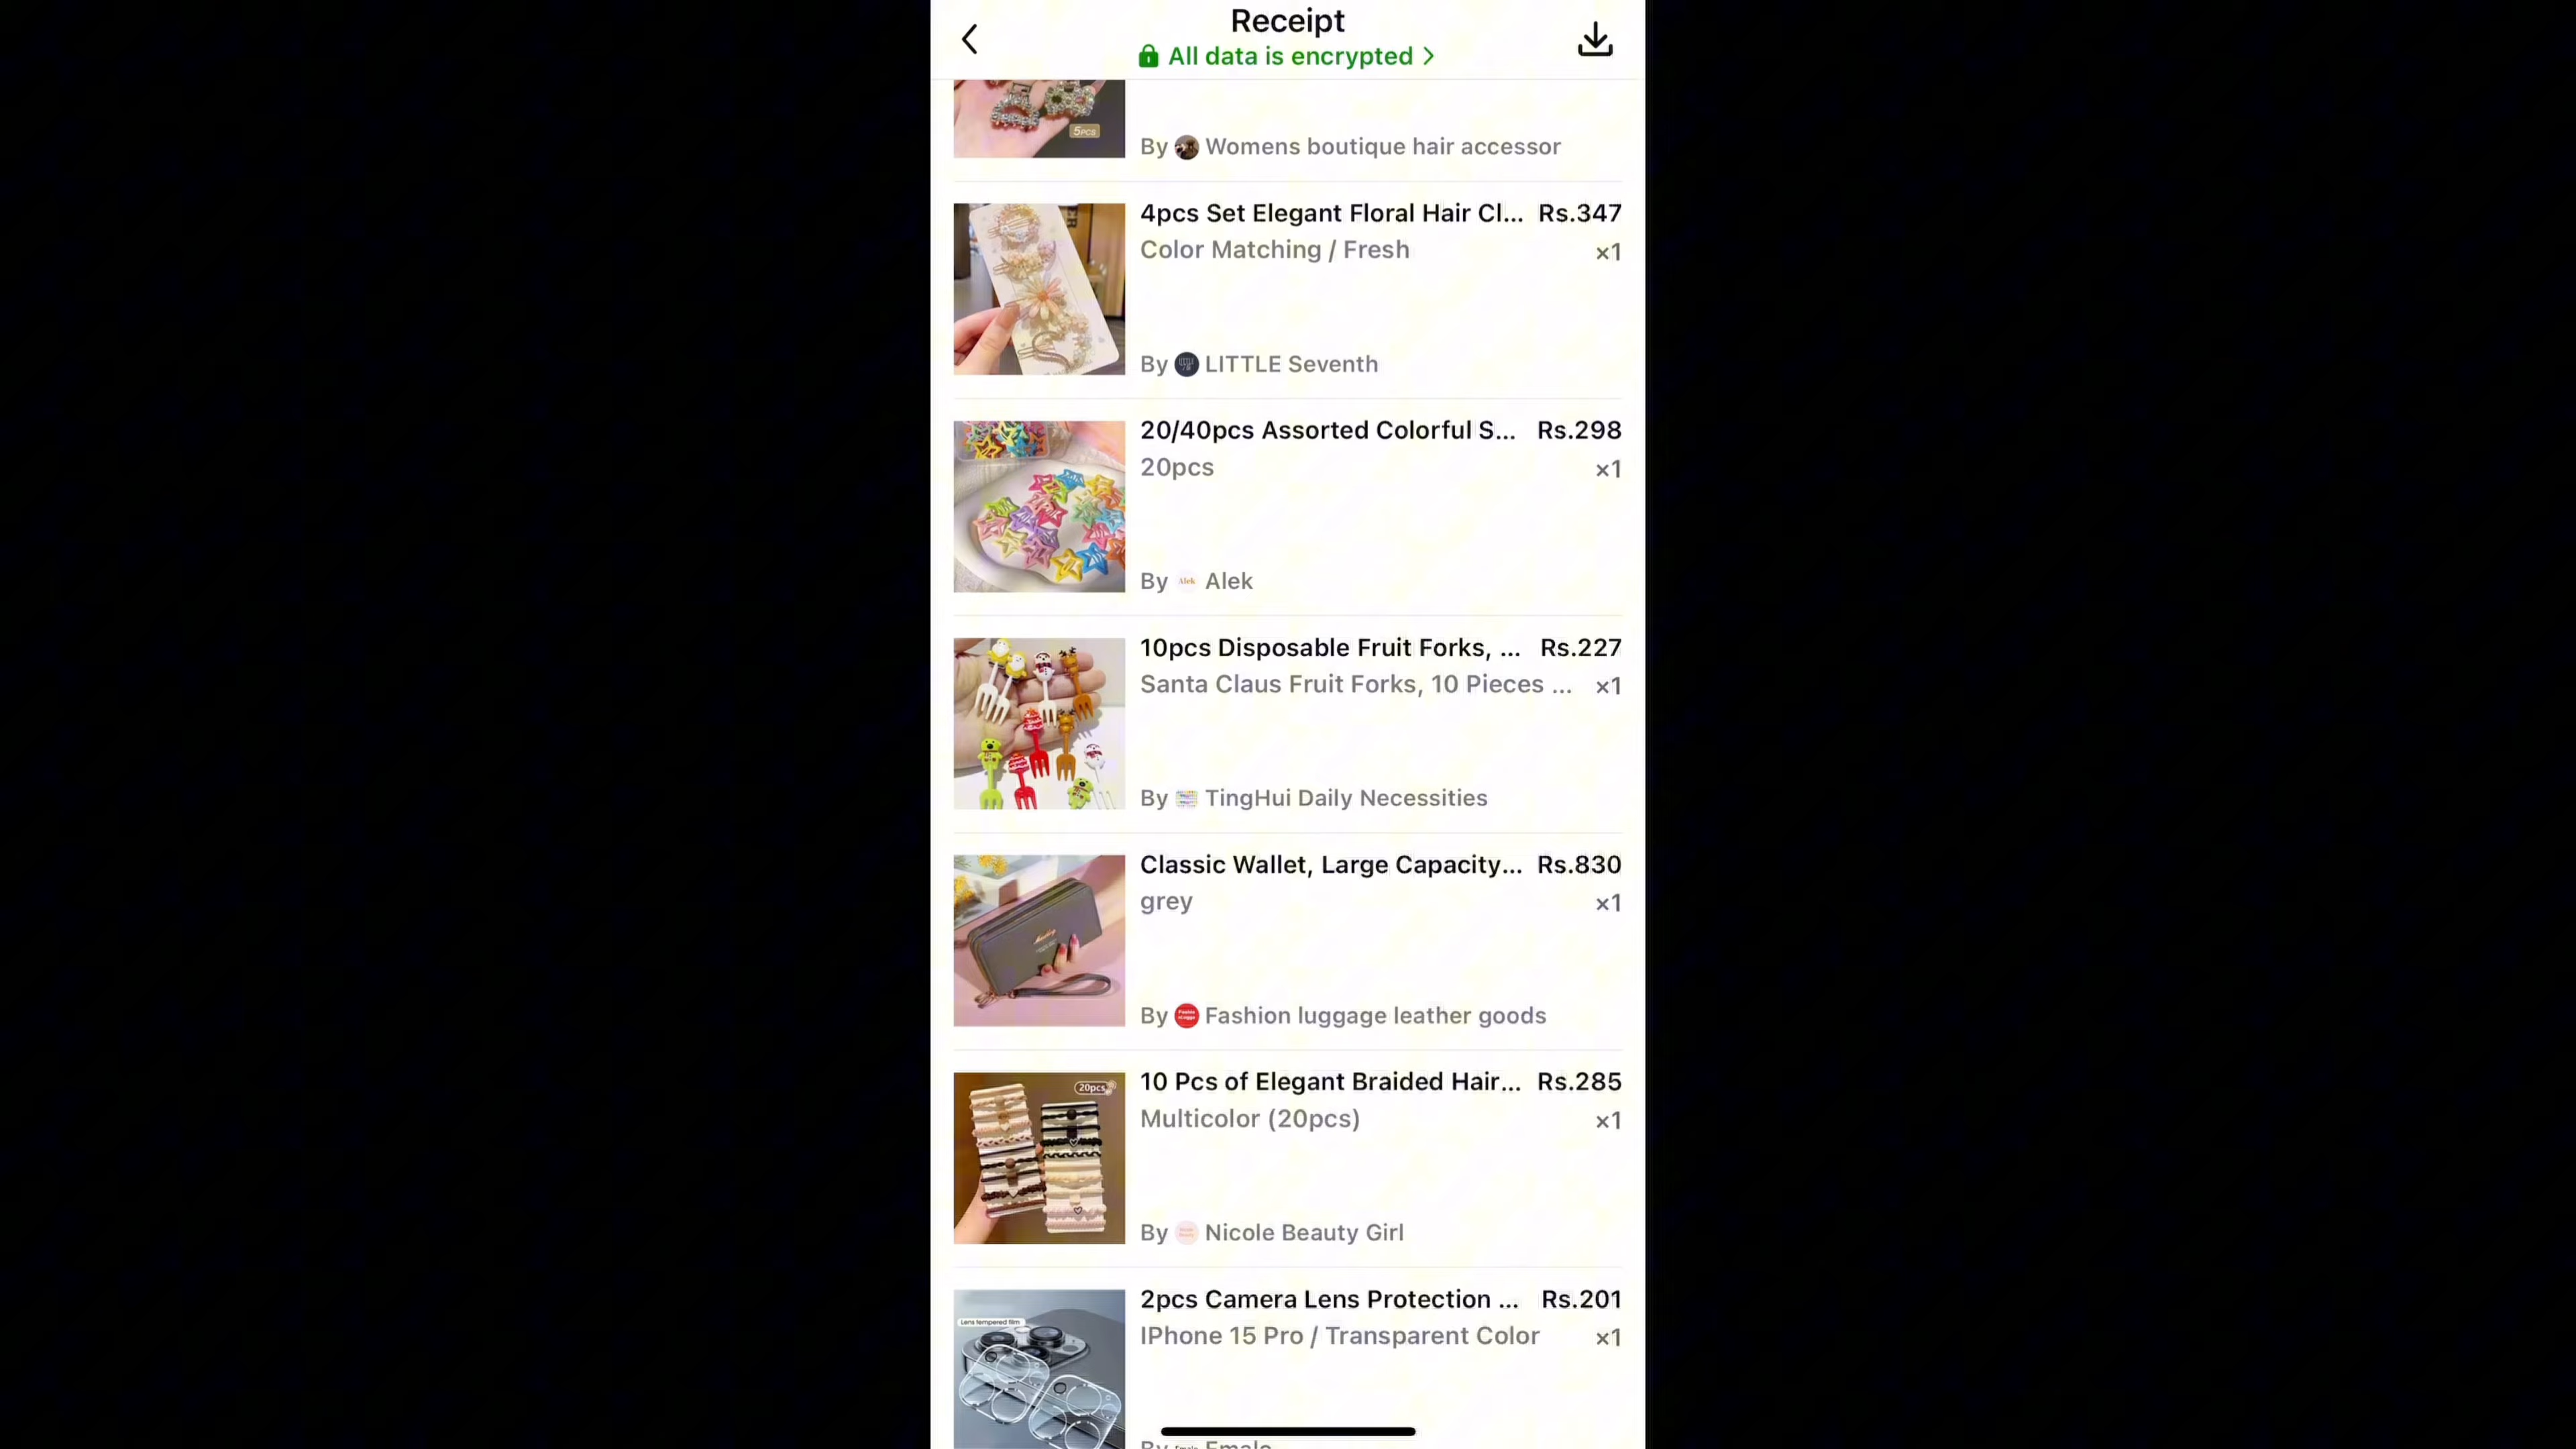 Receipt
All data is encrypted
5PCS
By Womens boutique hair accessor
4pcs Set Elegant Floral Hair Cl... Rs.347
Color Matching / Fresh ×1
By LITTLE Seventh
20/40pcs Assorted Colorful S... Rs.298
20pcs ×1
By Alek Alek
10pcs Disposable Fruit Forks, ... Rs.227
Santa Claus Fruit Forks, 10 Pieces ... ×1
By TingHui Daily Necessities
Classic Wallet, Large Capacity... Rs.830
grey ×1
By Fashion luggage leather goods
20pcs
10 Pcs of Elegant Braided Hair... Rs.285
Multicolor (20pcs) ×1
By Nicole Beauty Girl
Lens tempered film
2pcs Camera Lens Protection ... Rs.201
IPhone 15 Pro / Transparent Color ×1